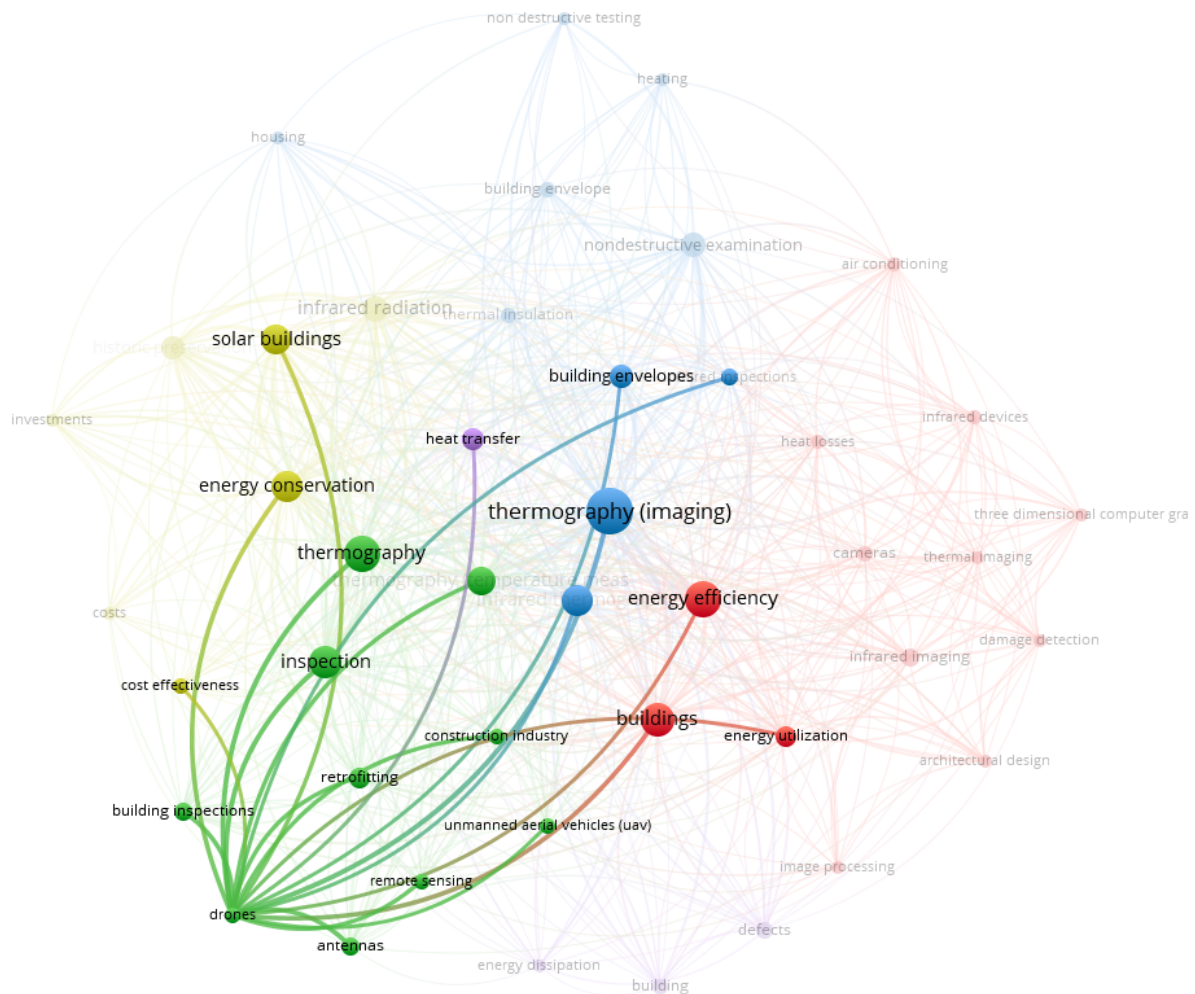 non destructive testing
heating
housing
building envelope
nondestructive examination
air conditioning
infrared radiation
thermal insulation
solar buildings
building envelopes
investments
infrared devices
heat transfer
heat losses
energy conservation
thermography (imaging)
three dimensional computer gra
thermography
cameras
thermal imaging
thermography temperature meas
energy efficiency
costs
damage detection
inspection
infrared imaging
cost effectiveness
buildings
construction industry
energy utilization
architectural design
retrofitting
building inspections
unmanned aerial vehicles (uav)
image processing
remote sensing
drones
defects
antennas
energy dissipation
building